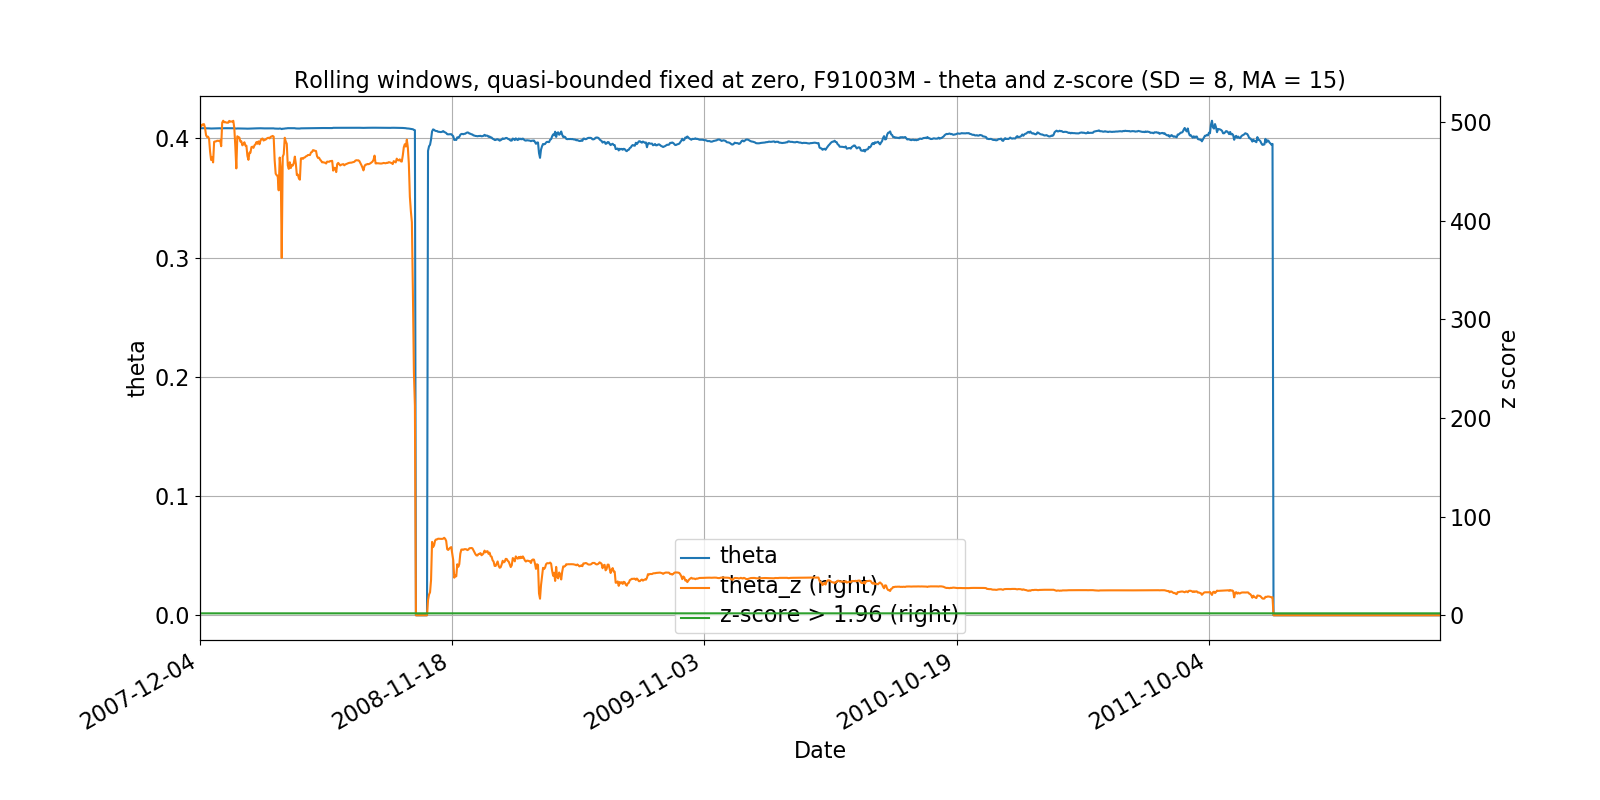 Rolling windows, quasi-bounded fixed at zero, F91003M - theta and z-score (SD = 8, MA = 15)
0.4
0.3
0.2
0.1
0.0
theta
500
400
300
200
100
0
z score
theta
theta_z (right)
z-score > 1.96 (right)
2007-12-04
2008-11-18
2009-11-03
2010-10-19
2011-10-04
Date